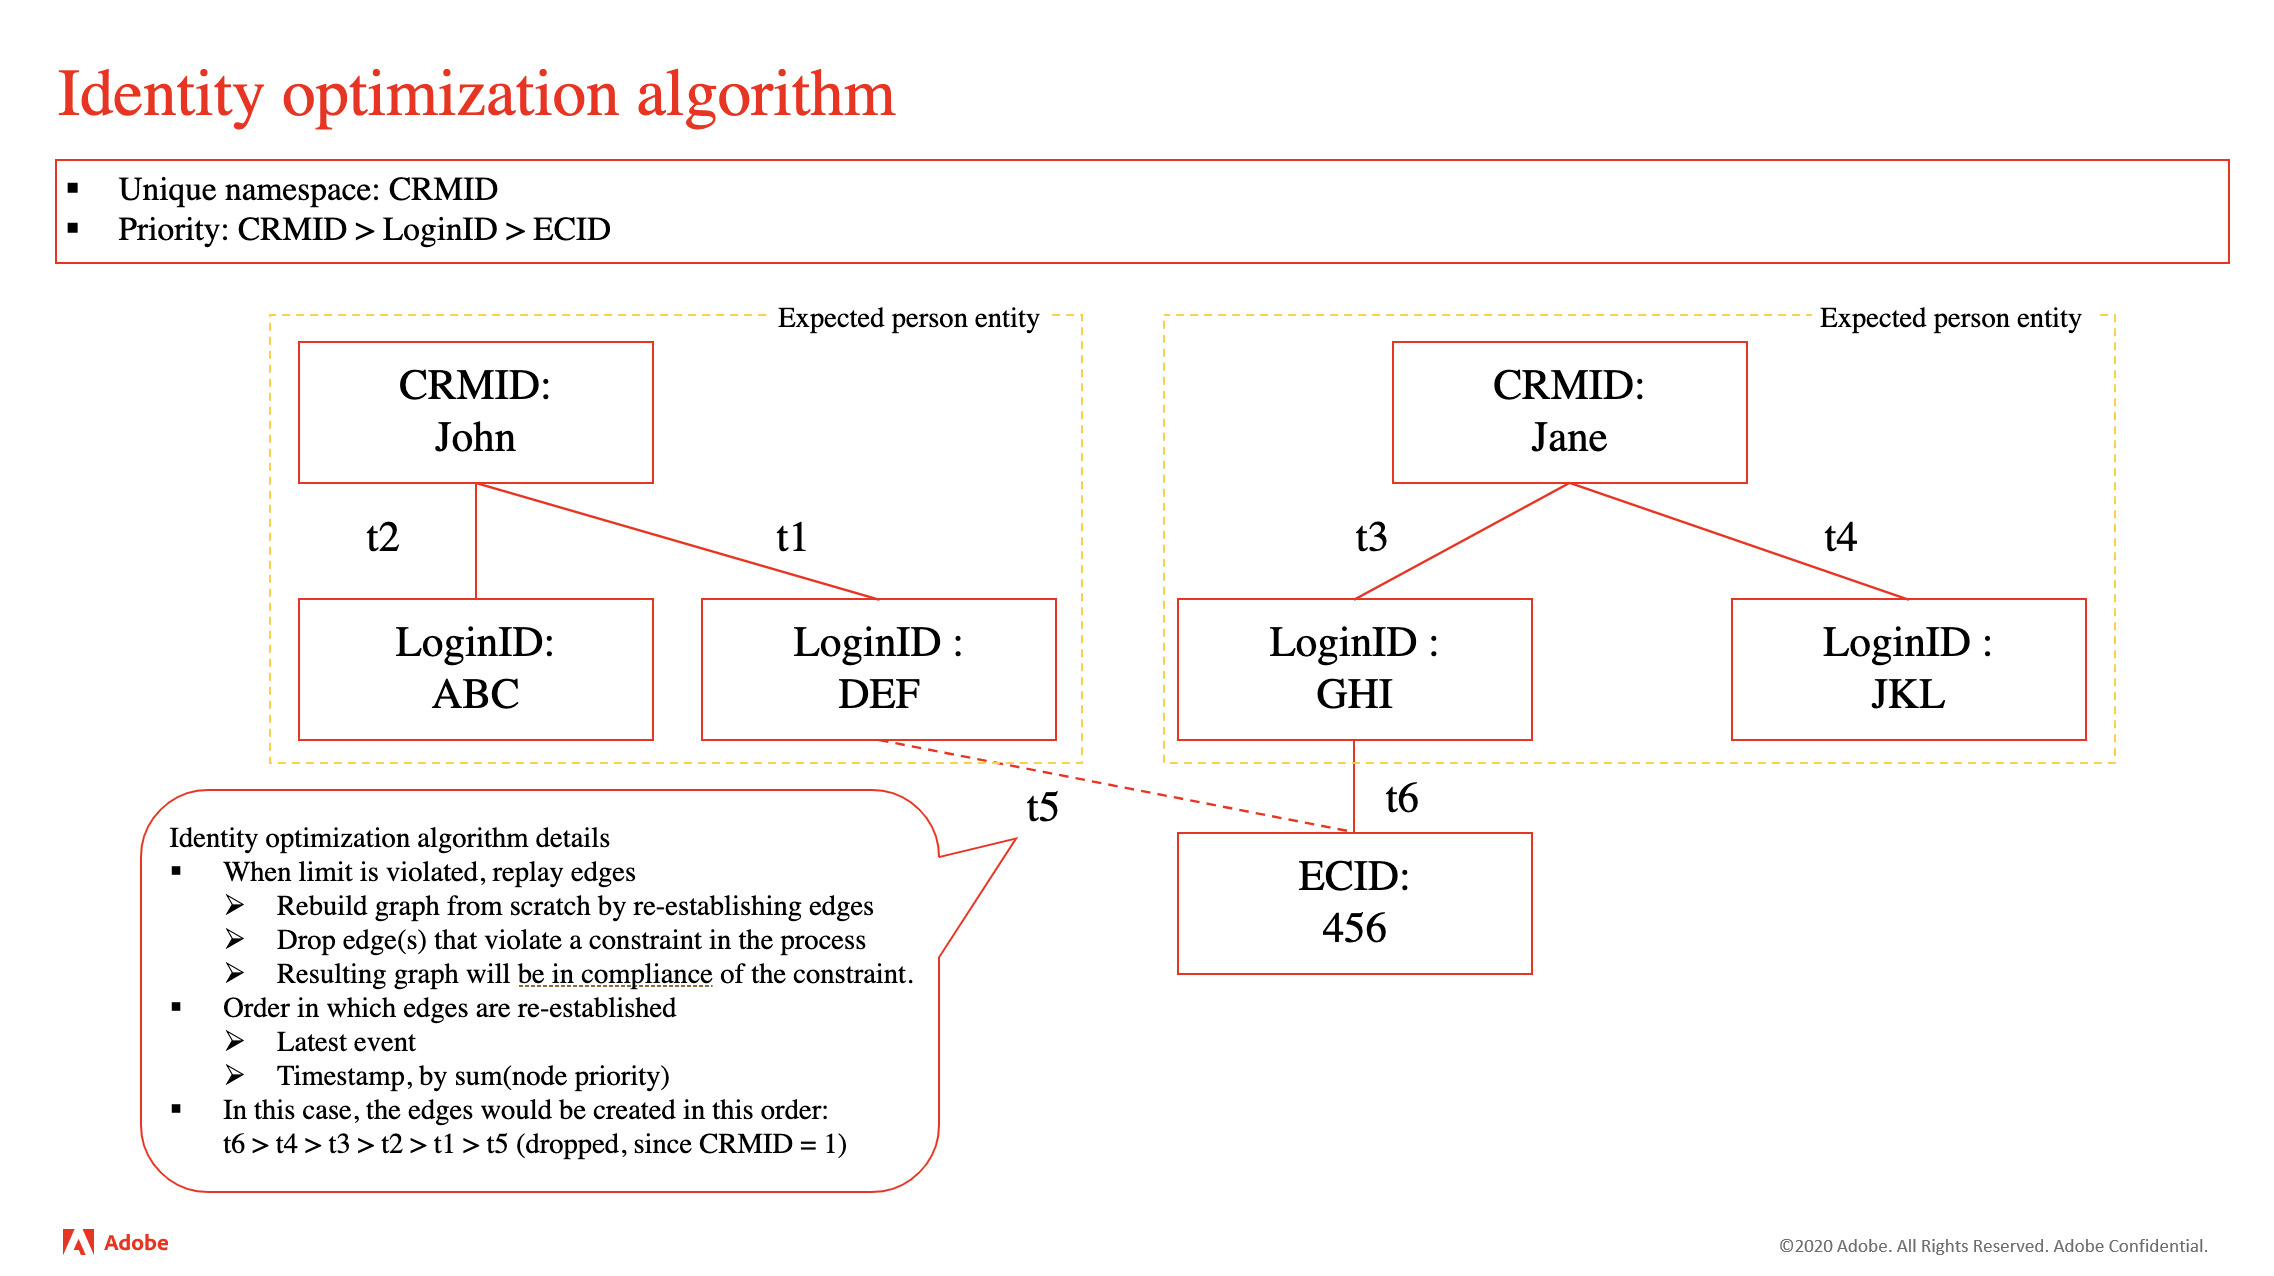 Identity optimization algorithm
▪ Unique namespace: CRMID
▪ Priority: CRMID > LoginID > ECID
Expected person entity
Expected person entity
CRMID:
John
CRMID:
Jane
t2
t1
t3
t4
LoginID:
ABC
LoginID :
DEF
LoginID :
GHI
LoginID :
JKL
t5
t6
ECID:
456
Identity optimization algorithm details
▪ When limit is violated, replay edges
➢ Rebuild graph from scratch by re-establishing edges
➢ Drop edge(s) that violate a constraint in the process
➢ Resulting graph will be in compliance of the constraint.
▪ Order in which edges are re-established
➢ Latest event
➢ Timestamp, by sum(node priority)
▪ In this case, the edges would be created in this order:
t6 > t4 > t3 > t2 > t1 > t5 (dropped, since CRMID = 1)
Adobe
©2020 Adobe. All Rights Reserved. Adobe Confidential.